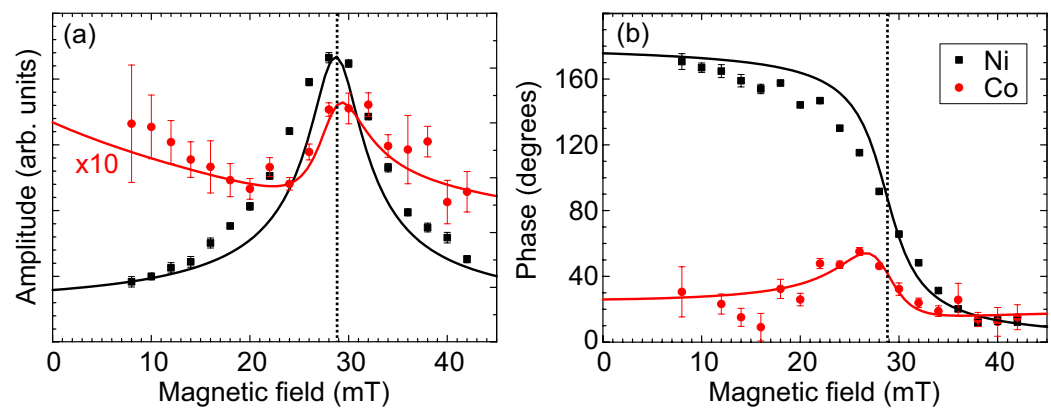 (a)
Amplitude (arb. units)
x10
0 10 20 30 40
Magnetic field (mT)
(b)
Ni
Co
Phase (degrees)
160
120
80
40
0
0 10 20 30 40
Magnetic field (mT)